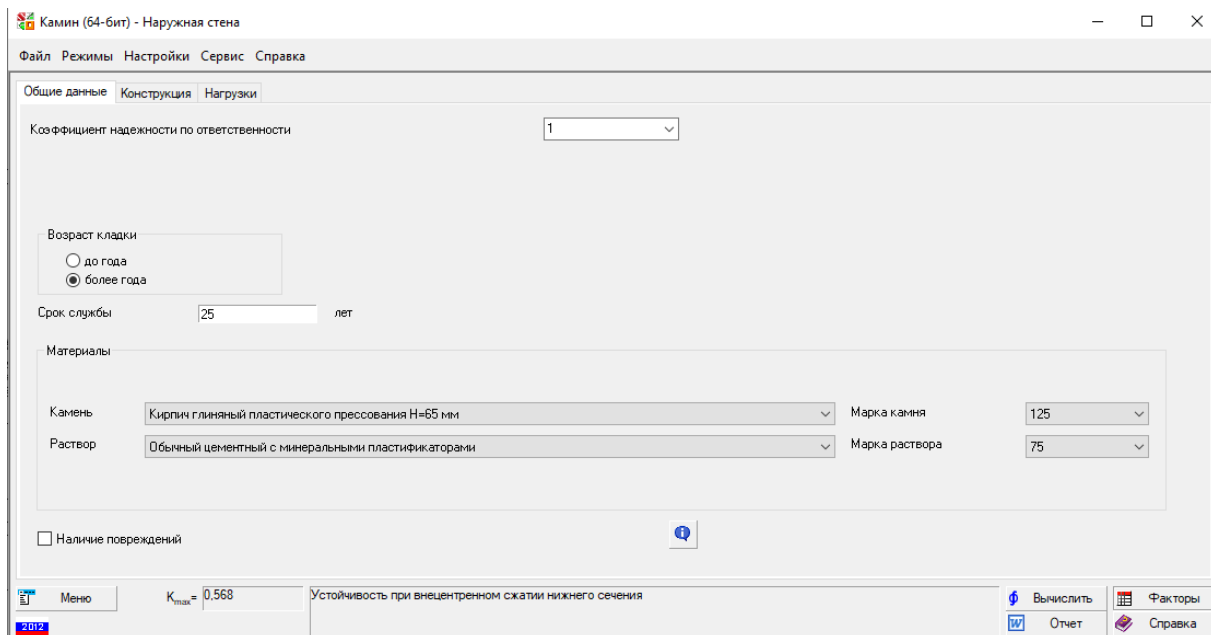 Камин (64-бит) - Наружная стена
Файл Режимы Настройки Сервис Справка
Общие данные Конструкция Нагрузки
Коэффициент надежности по ответственности 1
Возраст кладки
до года
более года
Срок службы 25 лет
Материалы
Камень Кирпич глиняный пластического прессования H=65 мм Марка камня 125
Раствор Обычный цементный с минеральными пластификаторами Марка раствора 75
Наличие повреждений
Меню Kmax= 0,568 Устойчивость при внецентренном сжатии нижнего сечения Вычислить Факторы
2012 Отчет Справка